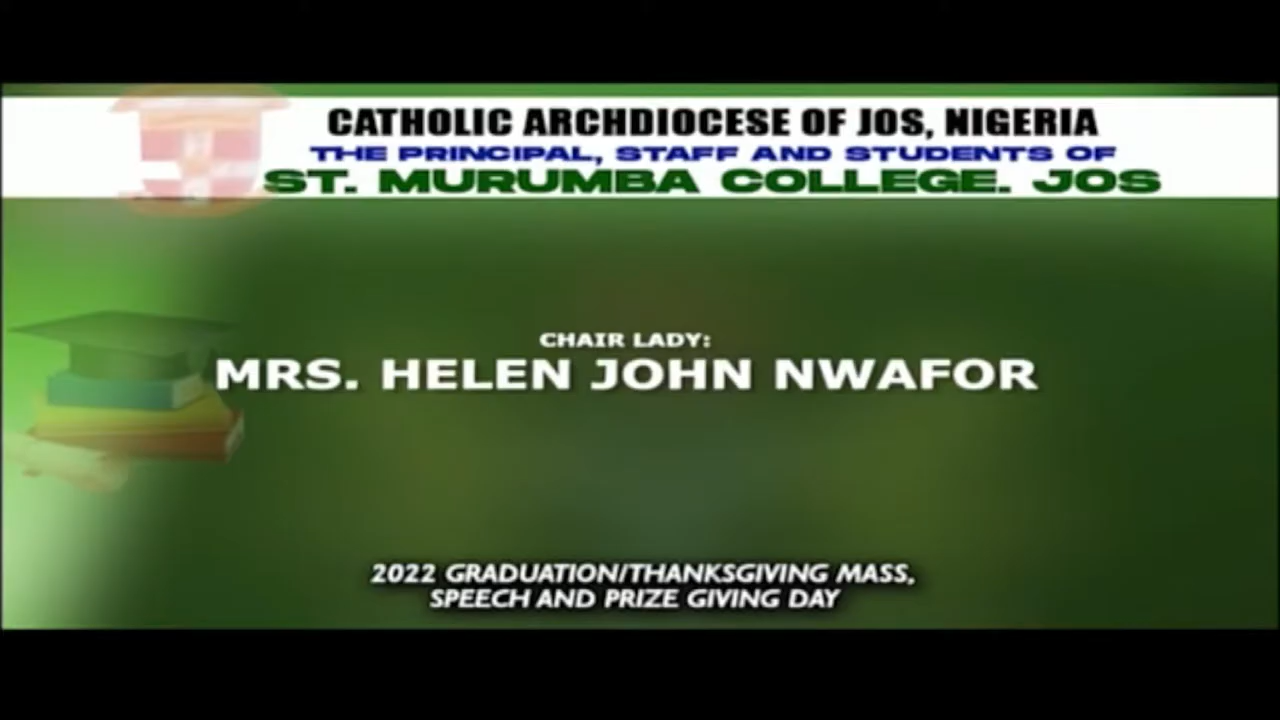 CATHOLIC ARCHDIOCESE OF JOS, NIGERIA
THE PRINCIPAL, STAFF AND STUDENTS OF
ST. MURUMBA COLLEGE. JOS
CHAIR LADY:
MRS. HELEN JOHN NWAFOR
2022 GRADUATION/THANKSGIVING MASS,
SPEECH AND PRIZE GIVING DAY